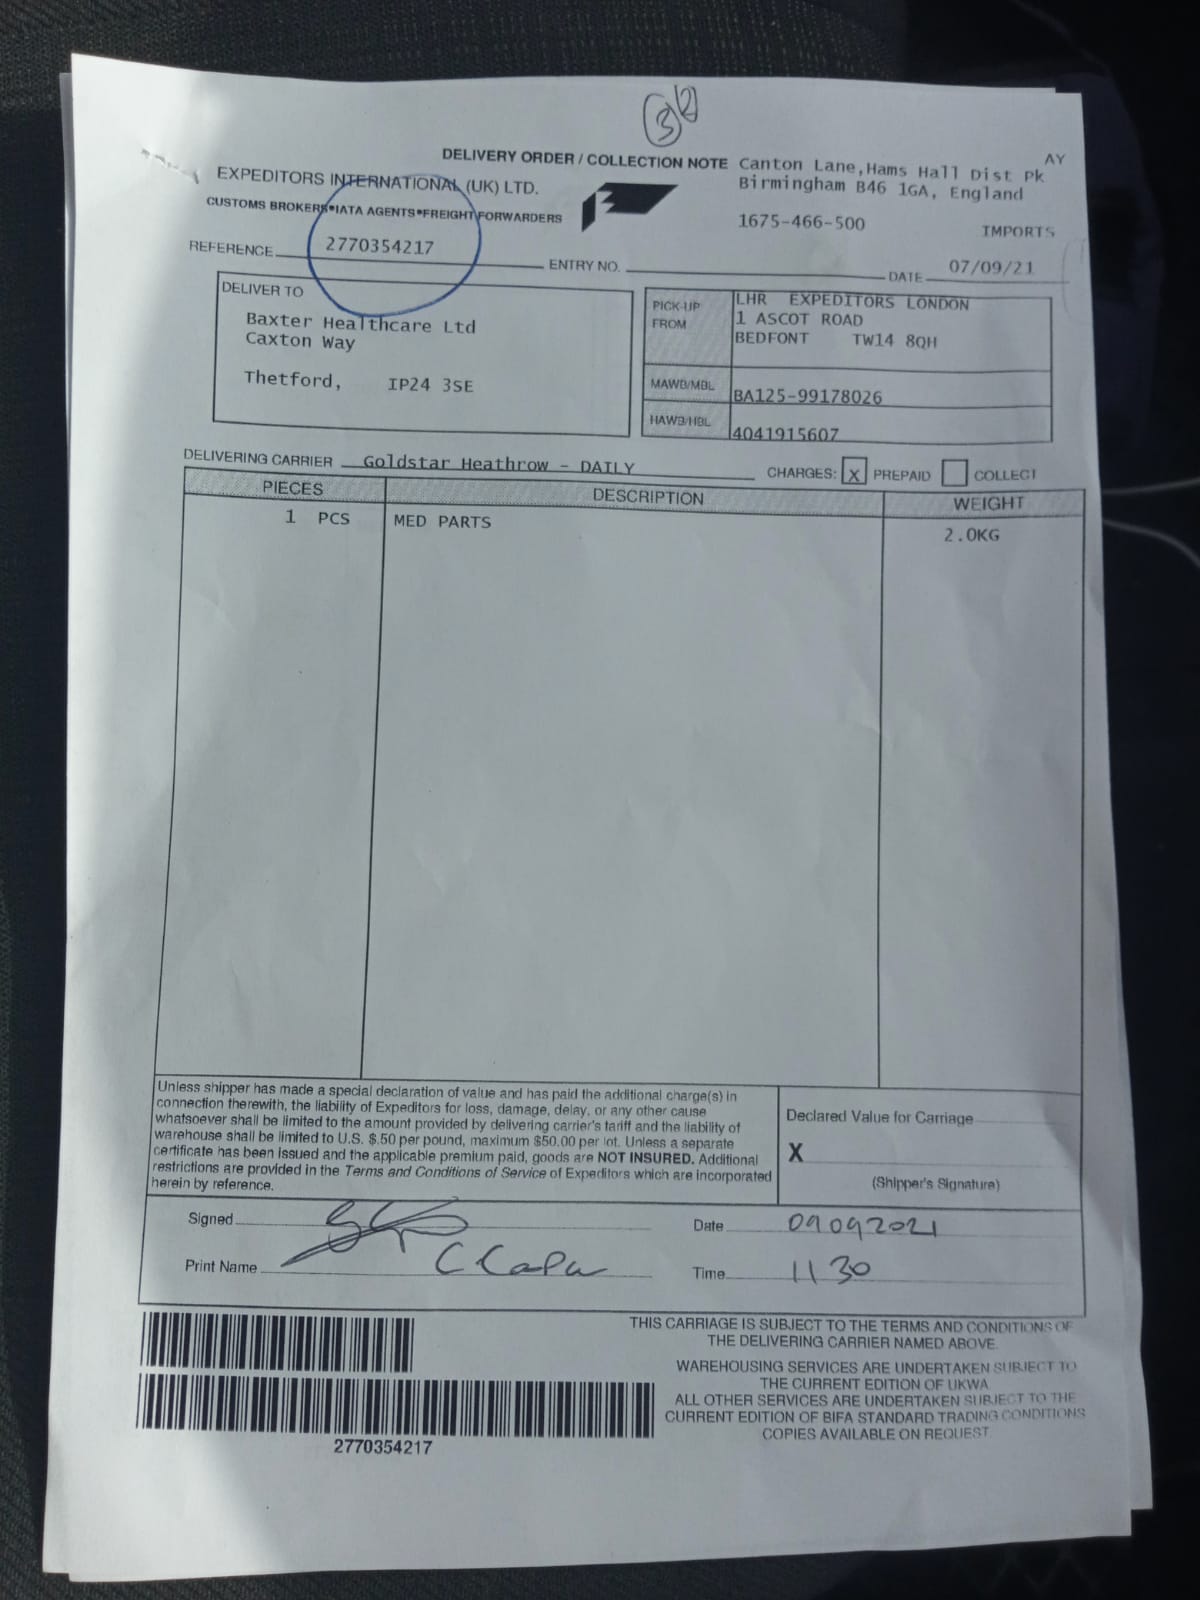 3 2
DELIVERY ORDER / COLLECTION NOTE
Canton Lane,Hams Hall Dist Pk
AY
Birmingham B46 1GA, England
1675-466-500
IMPORTS
EXPEDITORS INTERNATIONAL (UK) LTD.
CUSTOMS BROKERS•IATA AGENTS•FREIGHT FORWARDERS
REFERENCE 2770354217 ENTRY NO. DATE 07/09/21
DELIVER TO
Baxter Healthcare Ltd
Caxton Way
Thetford, IP24 3SE
PICK-UP FROM
LHR EXPEDITORS LONDON
1 ASCOT ROAD
BEDFONT TW14 8QH
MAWB/MBL BA125-99178026
HAWB/HBL 4041915607
DELIVERING CARRIER Goldstar Heathrow - DAILY CHARGES: X PREPAID COLLECT
PIECES DESCRIPTION WEIGHT
1 PCS MED PARTS 2.0KG
Unless shipper has made a special declaration of value and has paid the additional charge(s) in
connection therewith, the liability of Expeditors for loss, damage, delay, or any other cause
whatsoever shall be limited to the amount provided by delivering carrier's tariff and the liability of
warehouse shall be limited to U.S. $.50 per pound, maximum $50.00 per lot. Unless a separate
certificate has been issued and the applicable premium paid, goods are NOT INSURED. Additional
restrictions are provided in the Terms and Conditions of Service of Expeditors which are incorporated
herein by reference.
Declared Value for Carriage
X
(Shipper's Signature)
Signed
Date 09092021
Print Name
Time 1130
THIS CARRIAGE IS SUBJECT TO THE TERMS AND CONDITIONS OF
THE DELIVERING CARRIER NAMED ABOVE.
WAREHOUSING SERVICES ARE UNDERTAKEN SUBJECT TO
THE CURRENT EDITION OF UKWA
ALL OTHER SERVICES ARE UNDERTAKEN SUBJECT TO THE
CURRENT EDITION OF BIFA STANDARD TRADING CONDITIONS
COPIES AVAILABLE ON REQUEST
2770354217